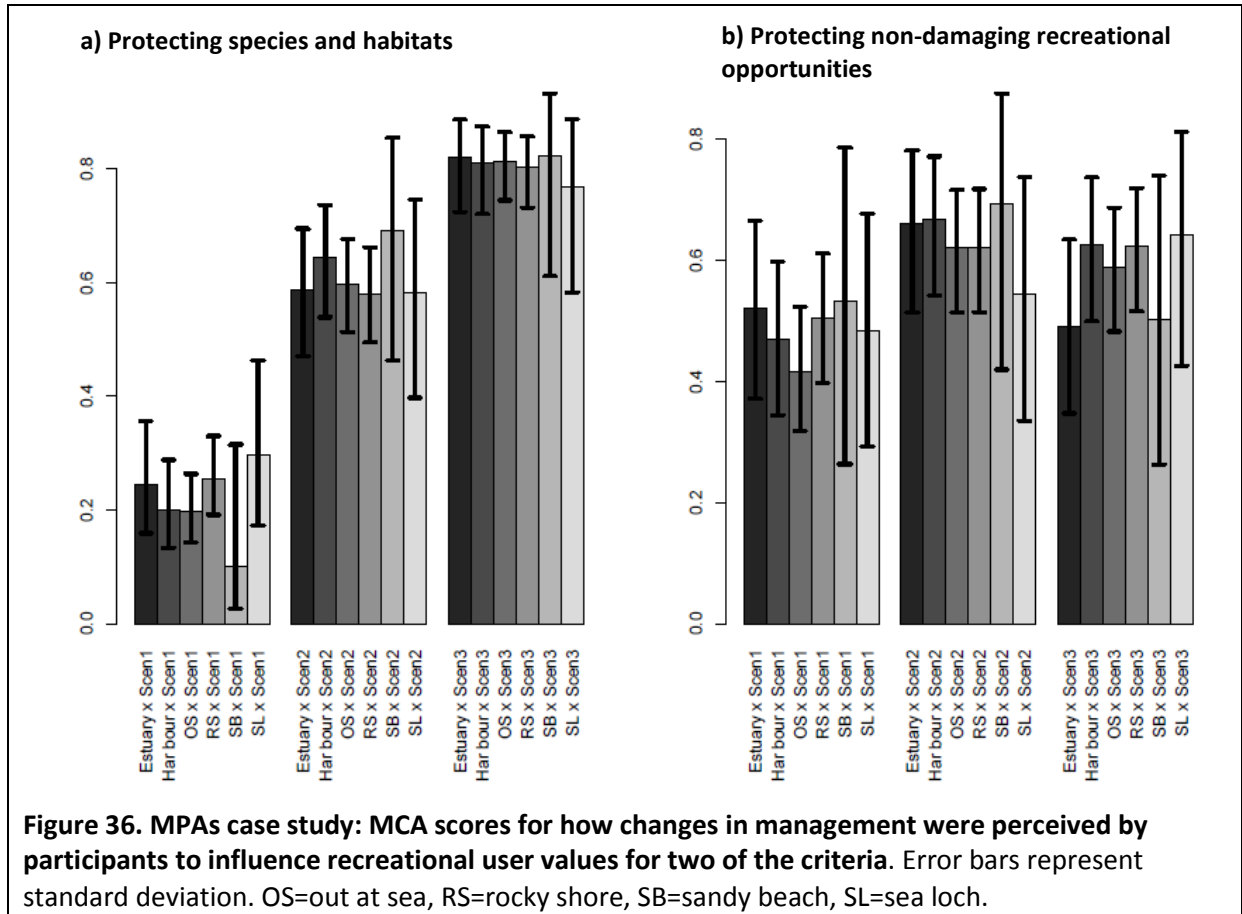 a) Protecting species and habitats
b) Protecting non-damaging recreational
opportunities
0.8
0.6
0.4
0.2
0.0
Estuary x Scen1
Har bour x Scen1
OS x Scen1
RS x Scen1
SB x Scen1
SL x Scen1
Estuary x Scen2
Har bour x Scen2
OS x Scen2
RS x Scen2
SB x Scen2
SL x Scen2
Estuary x Scen3
Har bour x Scen3
OS x Scen3
RS x Scen3
SB x Scen3
SL x Scen3
0.8
0.6
0.4
0.2
0.0
Estuary x Scen1
Har bour x Scen1
OS x Scen1
RS x Scen1
SB x Scen1
SL x Scen1
Estuary x Scen2
Har bour x Scen2
OS x Scen2
RS x Scen2
SB x Scen2
SL x Scen2
Estuary x Scen3
Har bour x Scen3
OS x Scen3
RS x Scen3
SB x Scen3
SL x Scen3
Figure 36. MPAs case study: MCA scores for how changes in management were perceived by
participants to influence recreational user values for two of the criteria. Error bars represent
standard deviation. OS=out at sea, RS=rocky shore, SB=sandy beach, SL=sea loch.